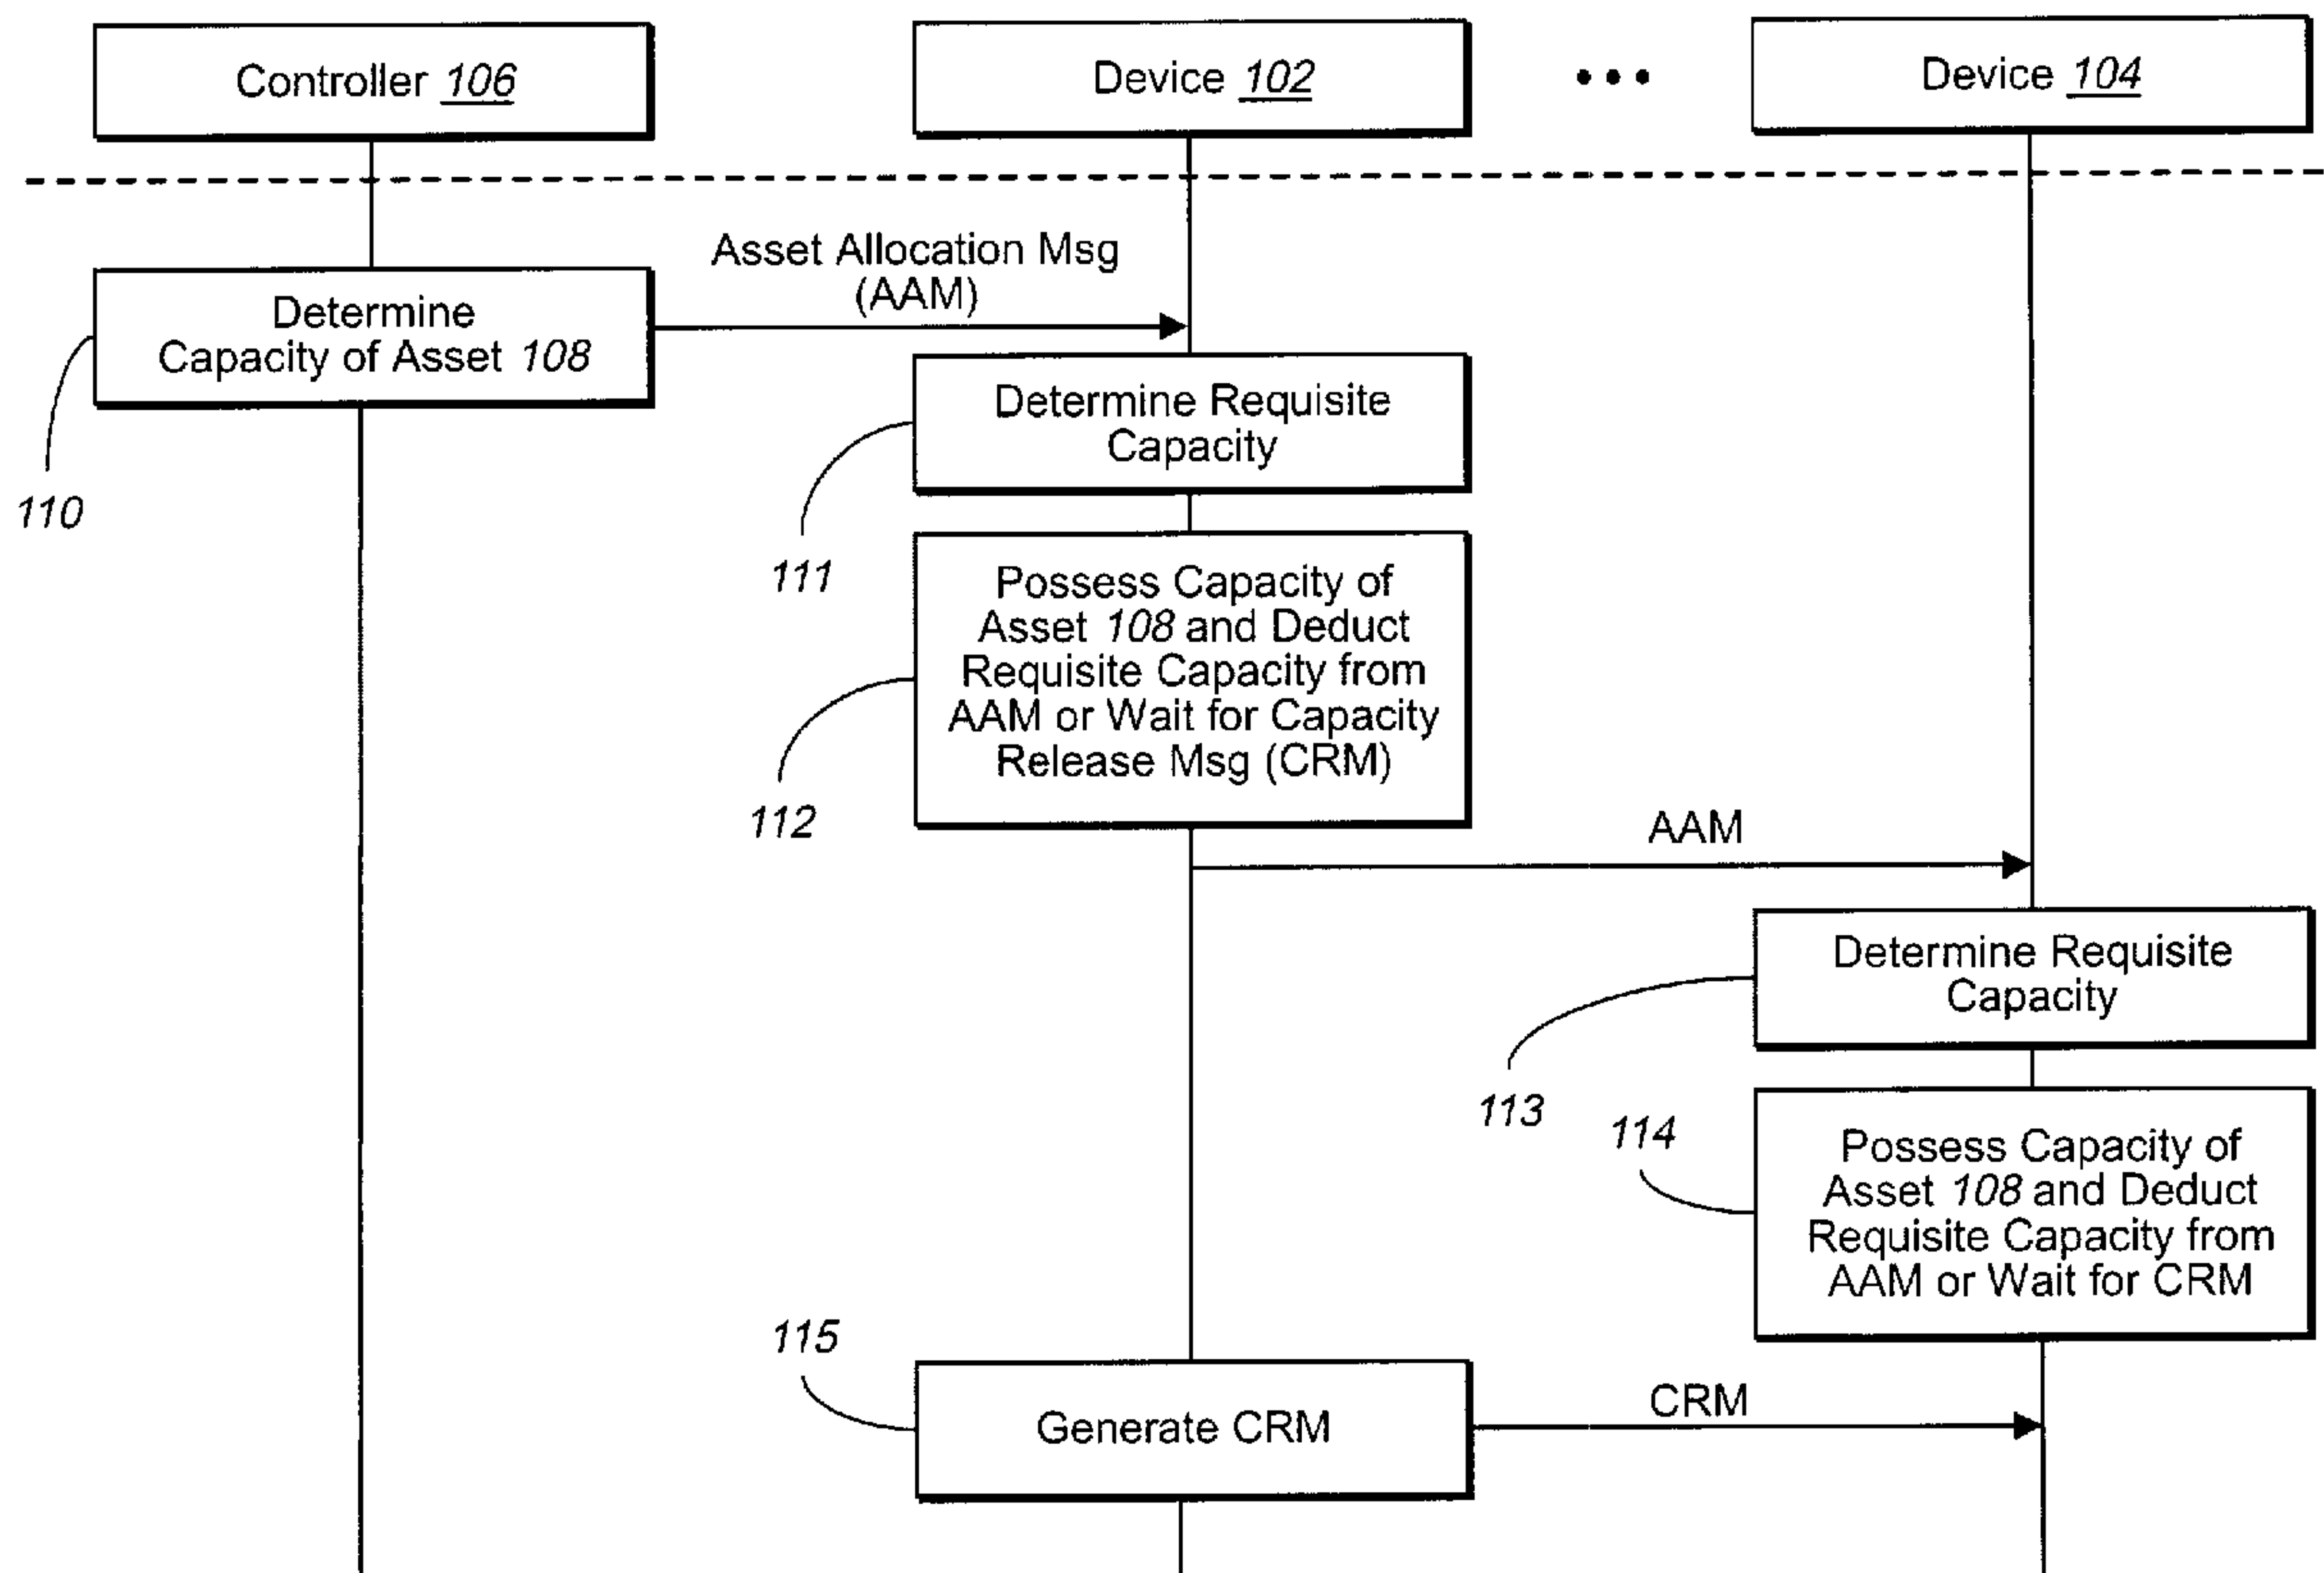 Controller 106
Device 102
•••
Device 104
Asset Allocation Msg
(AAM)
Determine
Capacity of Asset 108
110
Determine Requisite
Capacity
111
Possess Capacity of
Asset 108 and Deduct
Requisite Capacity from
AAM or Wait for Capacity
Release Msg (CRM)
112
AAM
Determine Requisite
Capacity
113
114
Possess Capacity of
Asset 108 and Deduct
Requisite Capacity from
AAM or Wait for CRM
115
Generate CRM
CRM